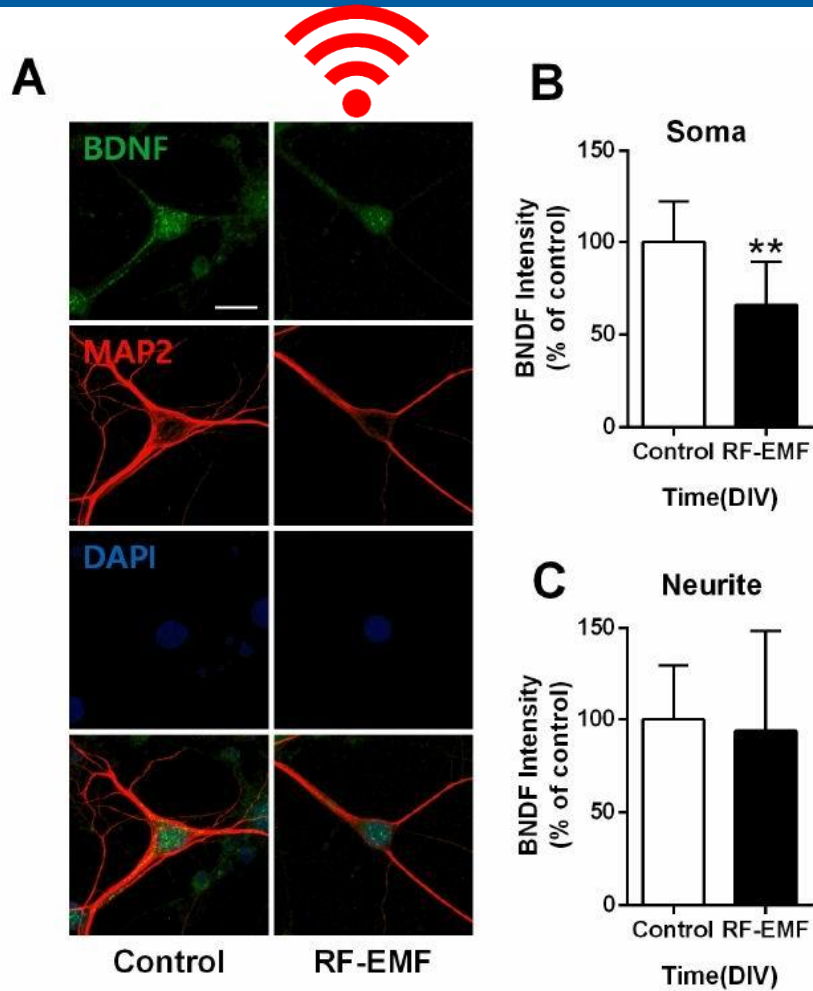 A
BDNF
MAP2
DAPI
Control
RF-EMF
B
Soma
BNDF Intensity
(% of control)
150
100
50
0
**
Control
RF-EMF
Time(DIV)
C
Neurite
BNDF Intensity
(% of control)
150
100
50
0
Control
RF-EMF
Time(DIV)